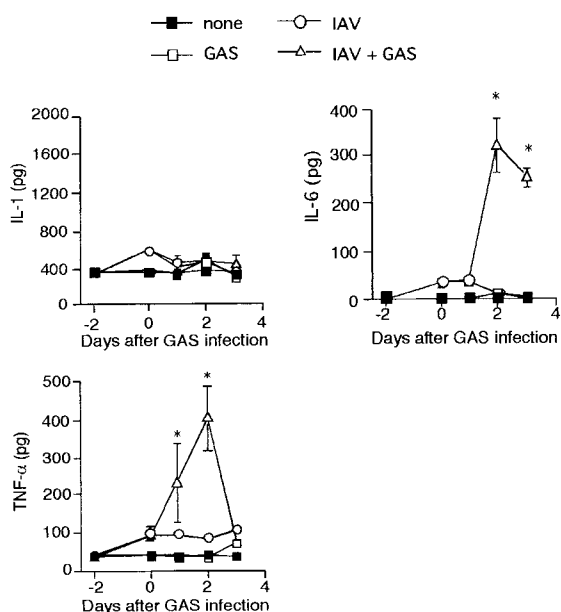 none IAV
GAS IAV + GAS
IL-1 (pg)
2000
1600
1200
800
400
0
-2 0 2 4
Days after GAS infection
IL-6 (pg)
400
300
200
100
0
* *
-2 0 2 4
Days after GAS infection
TNF-α (pg)
500
400
300
200
100
0
* *
-2 0 2 4
Days after GAS infection